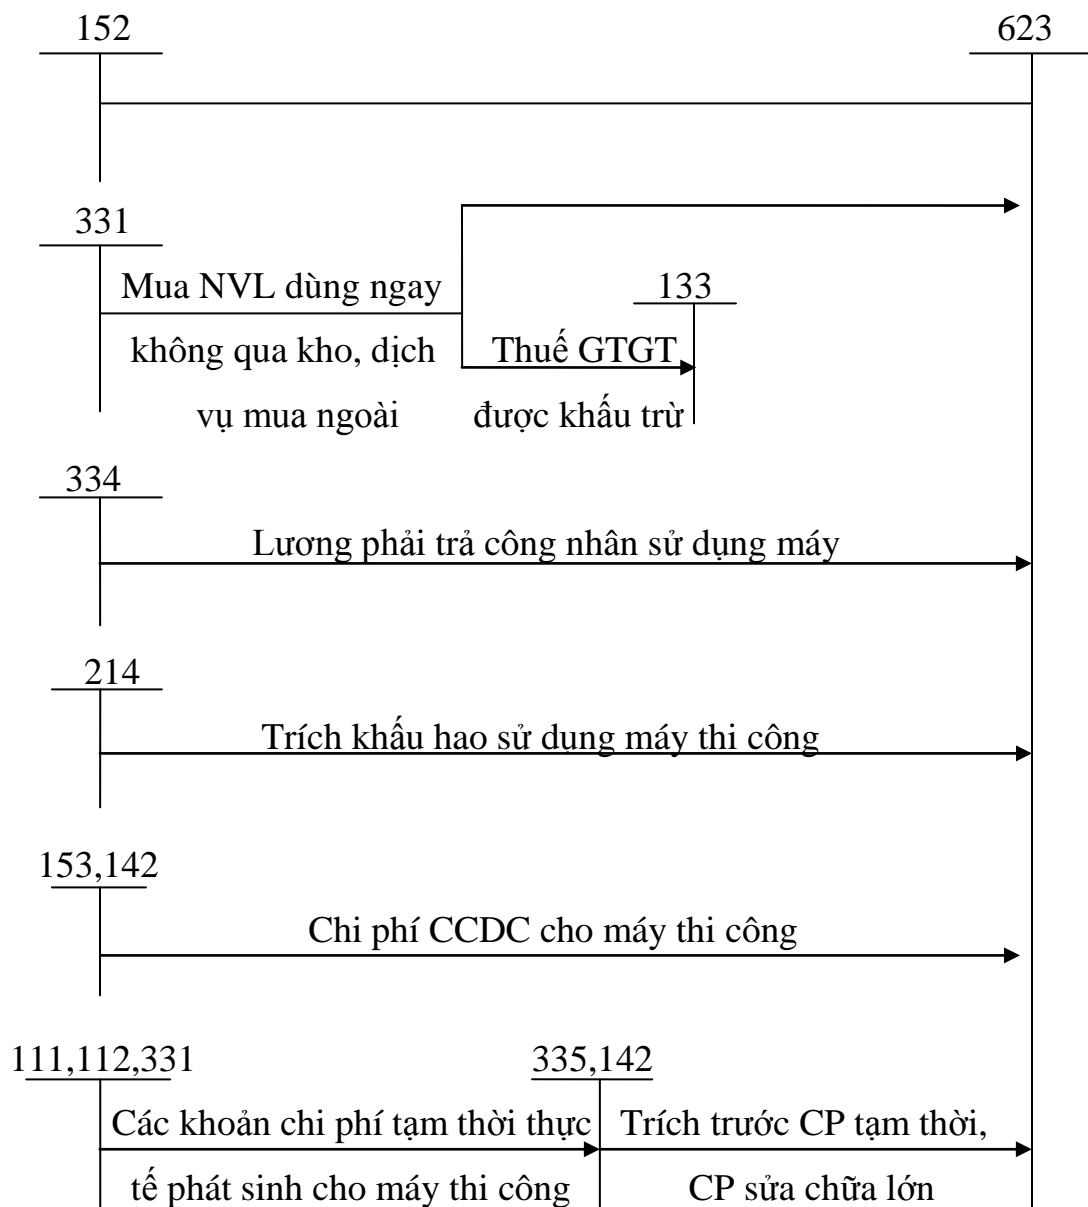 152
623
331
Mua NVL dùng ngay
133
không qua kho, dịch
Thuế GTGT
vụ mua ngoài
được khấu trừ
334
Lương phải trả công nhân sử dụng máy
214
Trích khấu hao sử dụng máy thi công
153,142
Chi phí CCDC cho máy thi công
111,112,331
335,142
Các khoản chi phí tạm thời thực
Trích trước CP tạm thời,
tế phát sinh cho máy thi công
CP sửa chữa lớn